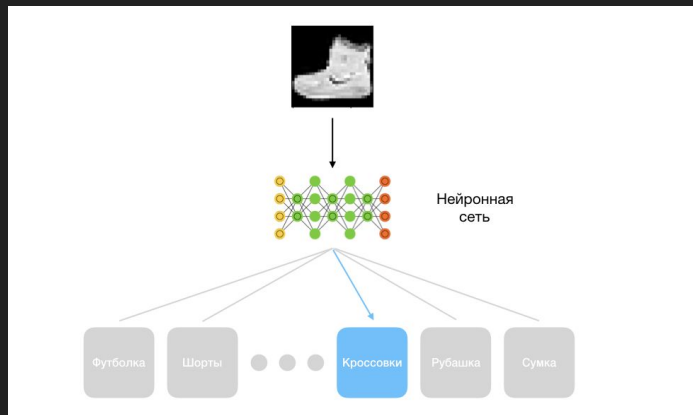 Нейронная
сеть
Футболка
Шорты
Кроссовки
Рубашка
Сумка